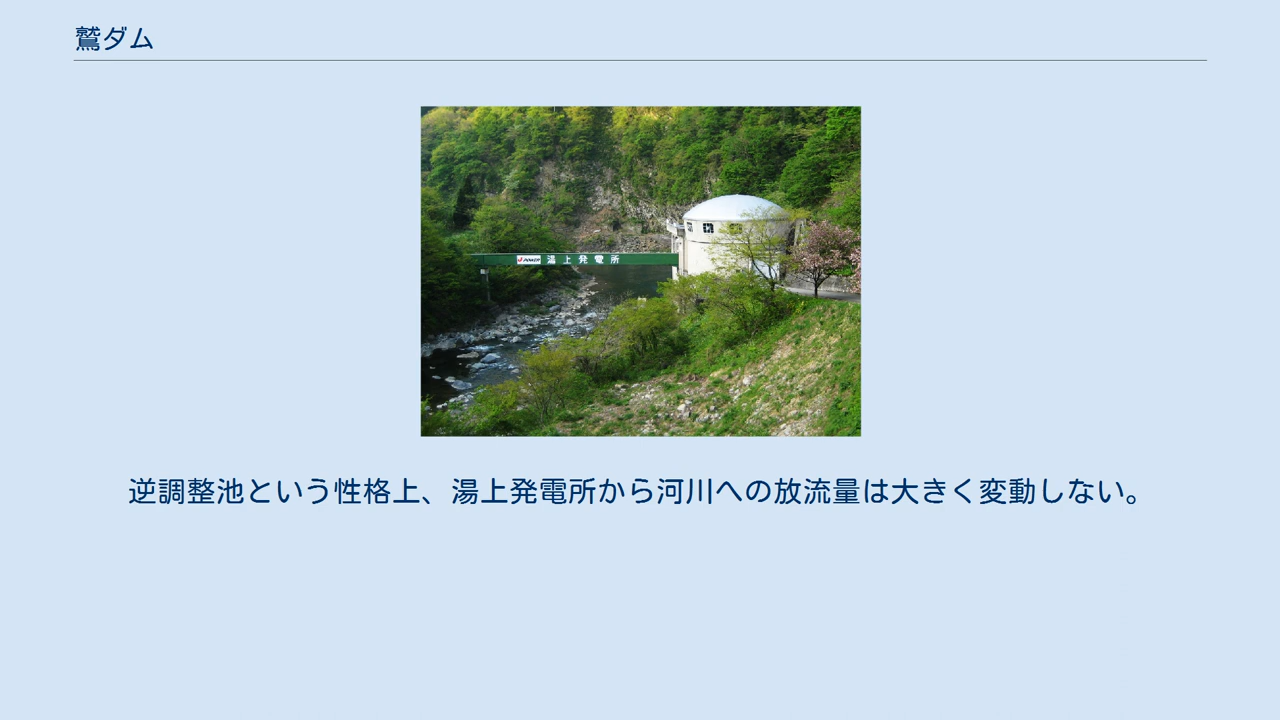 鷲ダム
POWER 湯上発電所
逆調整池という性格上、湯上発電所から河川への放流量は大きく変動しない。